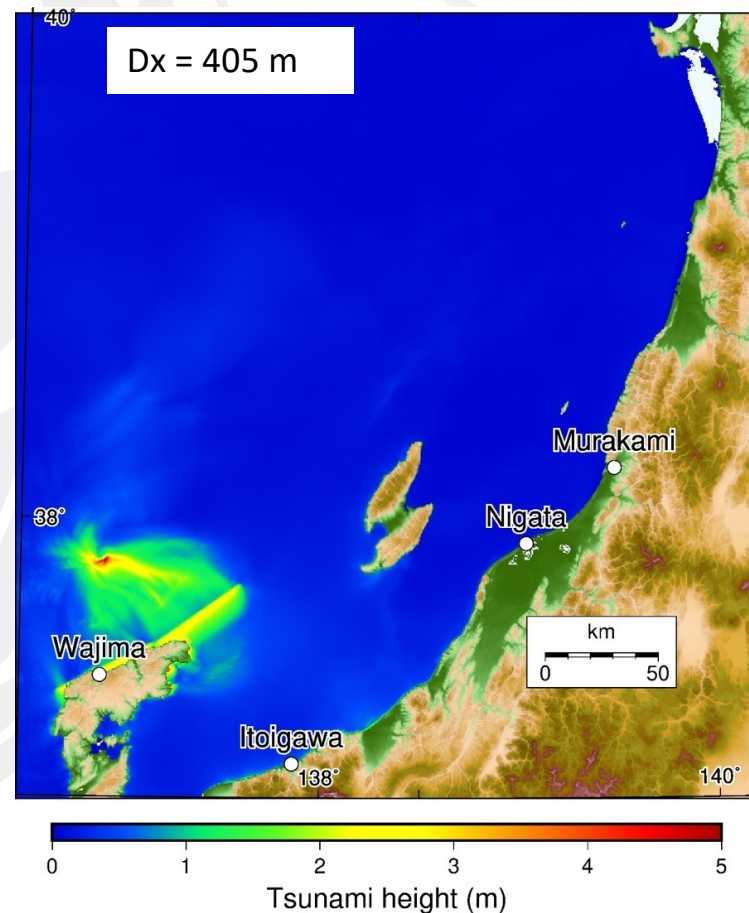 40°
Dx = 405 m
Murakami
38°
Nigata
km
0 50
Wajima
Itoigawa
138°
140°
0 1 2 3 4 5
Tsunami height (m)